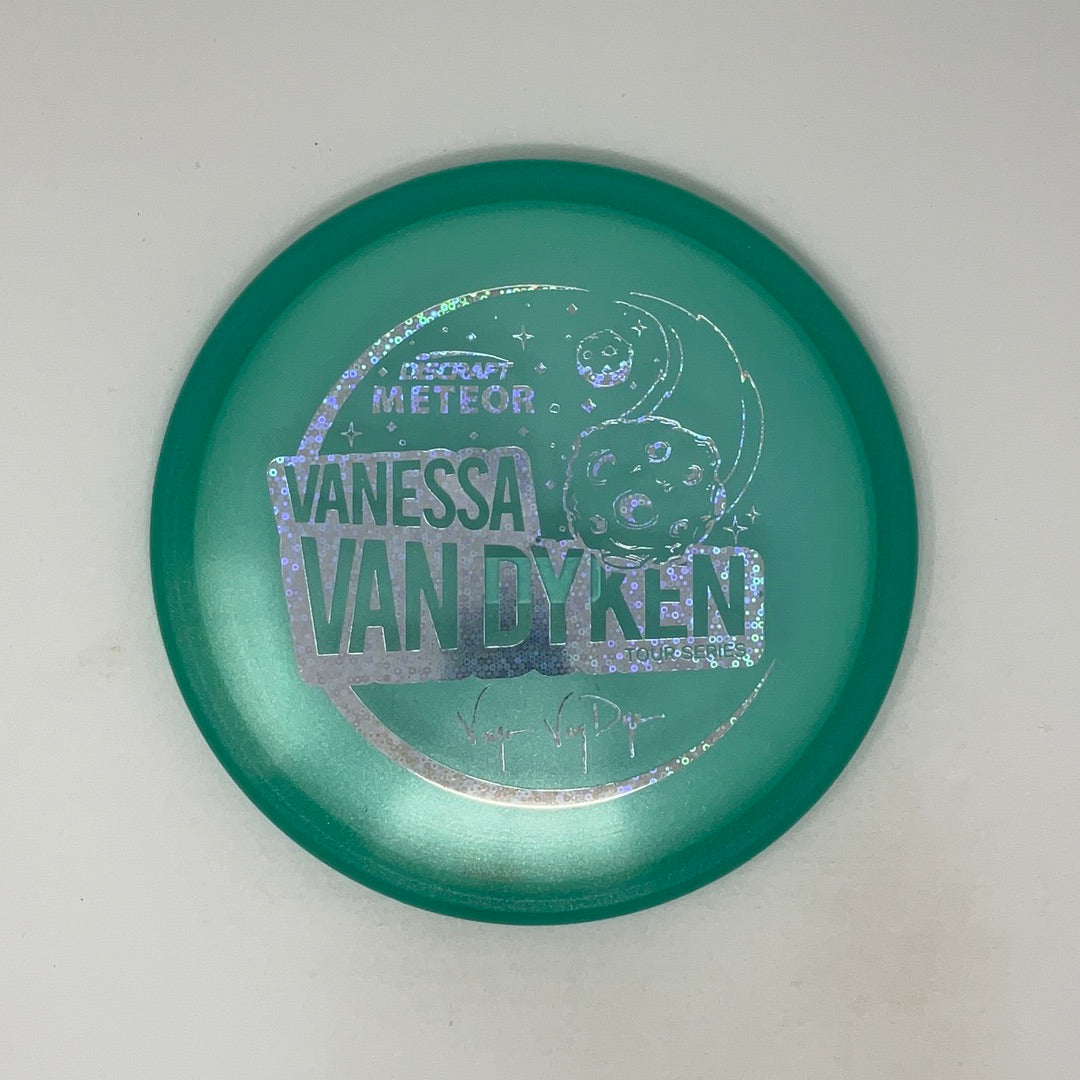 DISCRAFT
METEOR
VANESSA
VAN DYKEN
TOUR SERIES